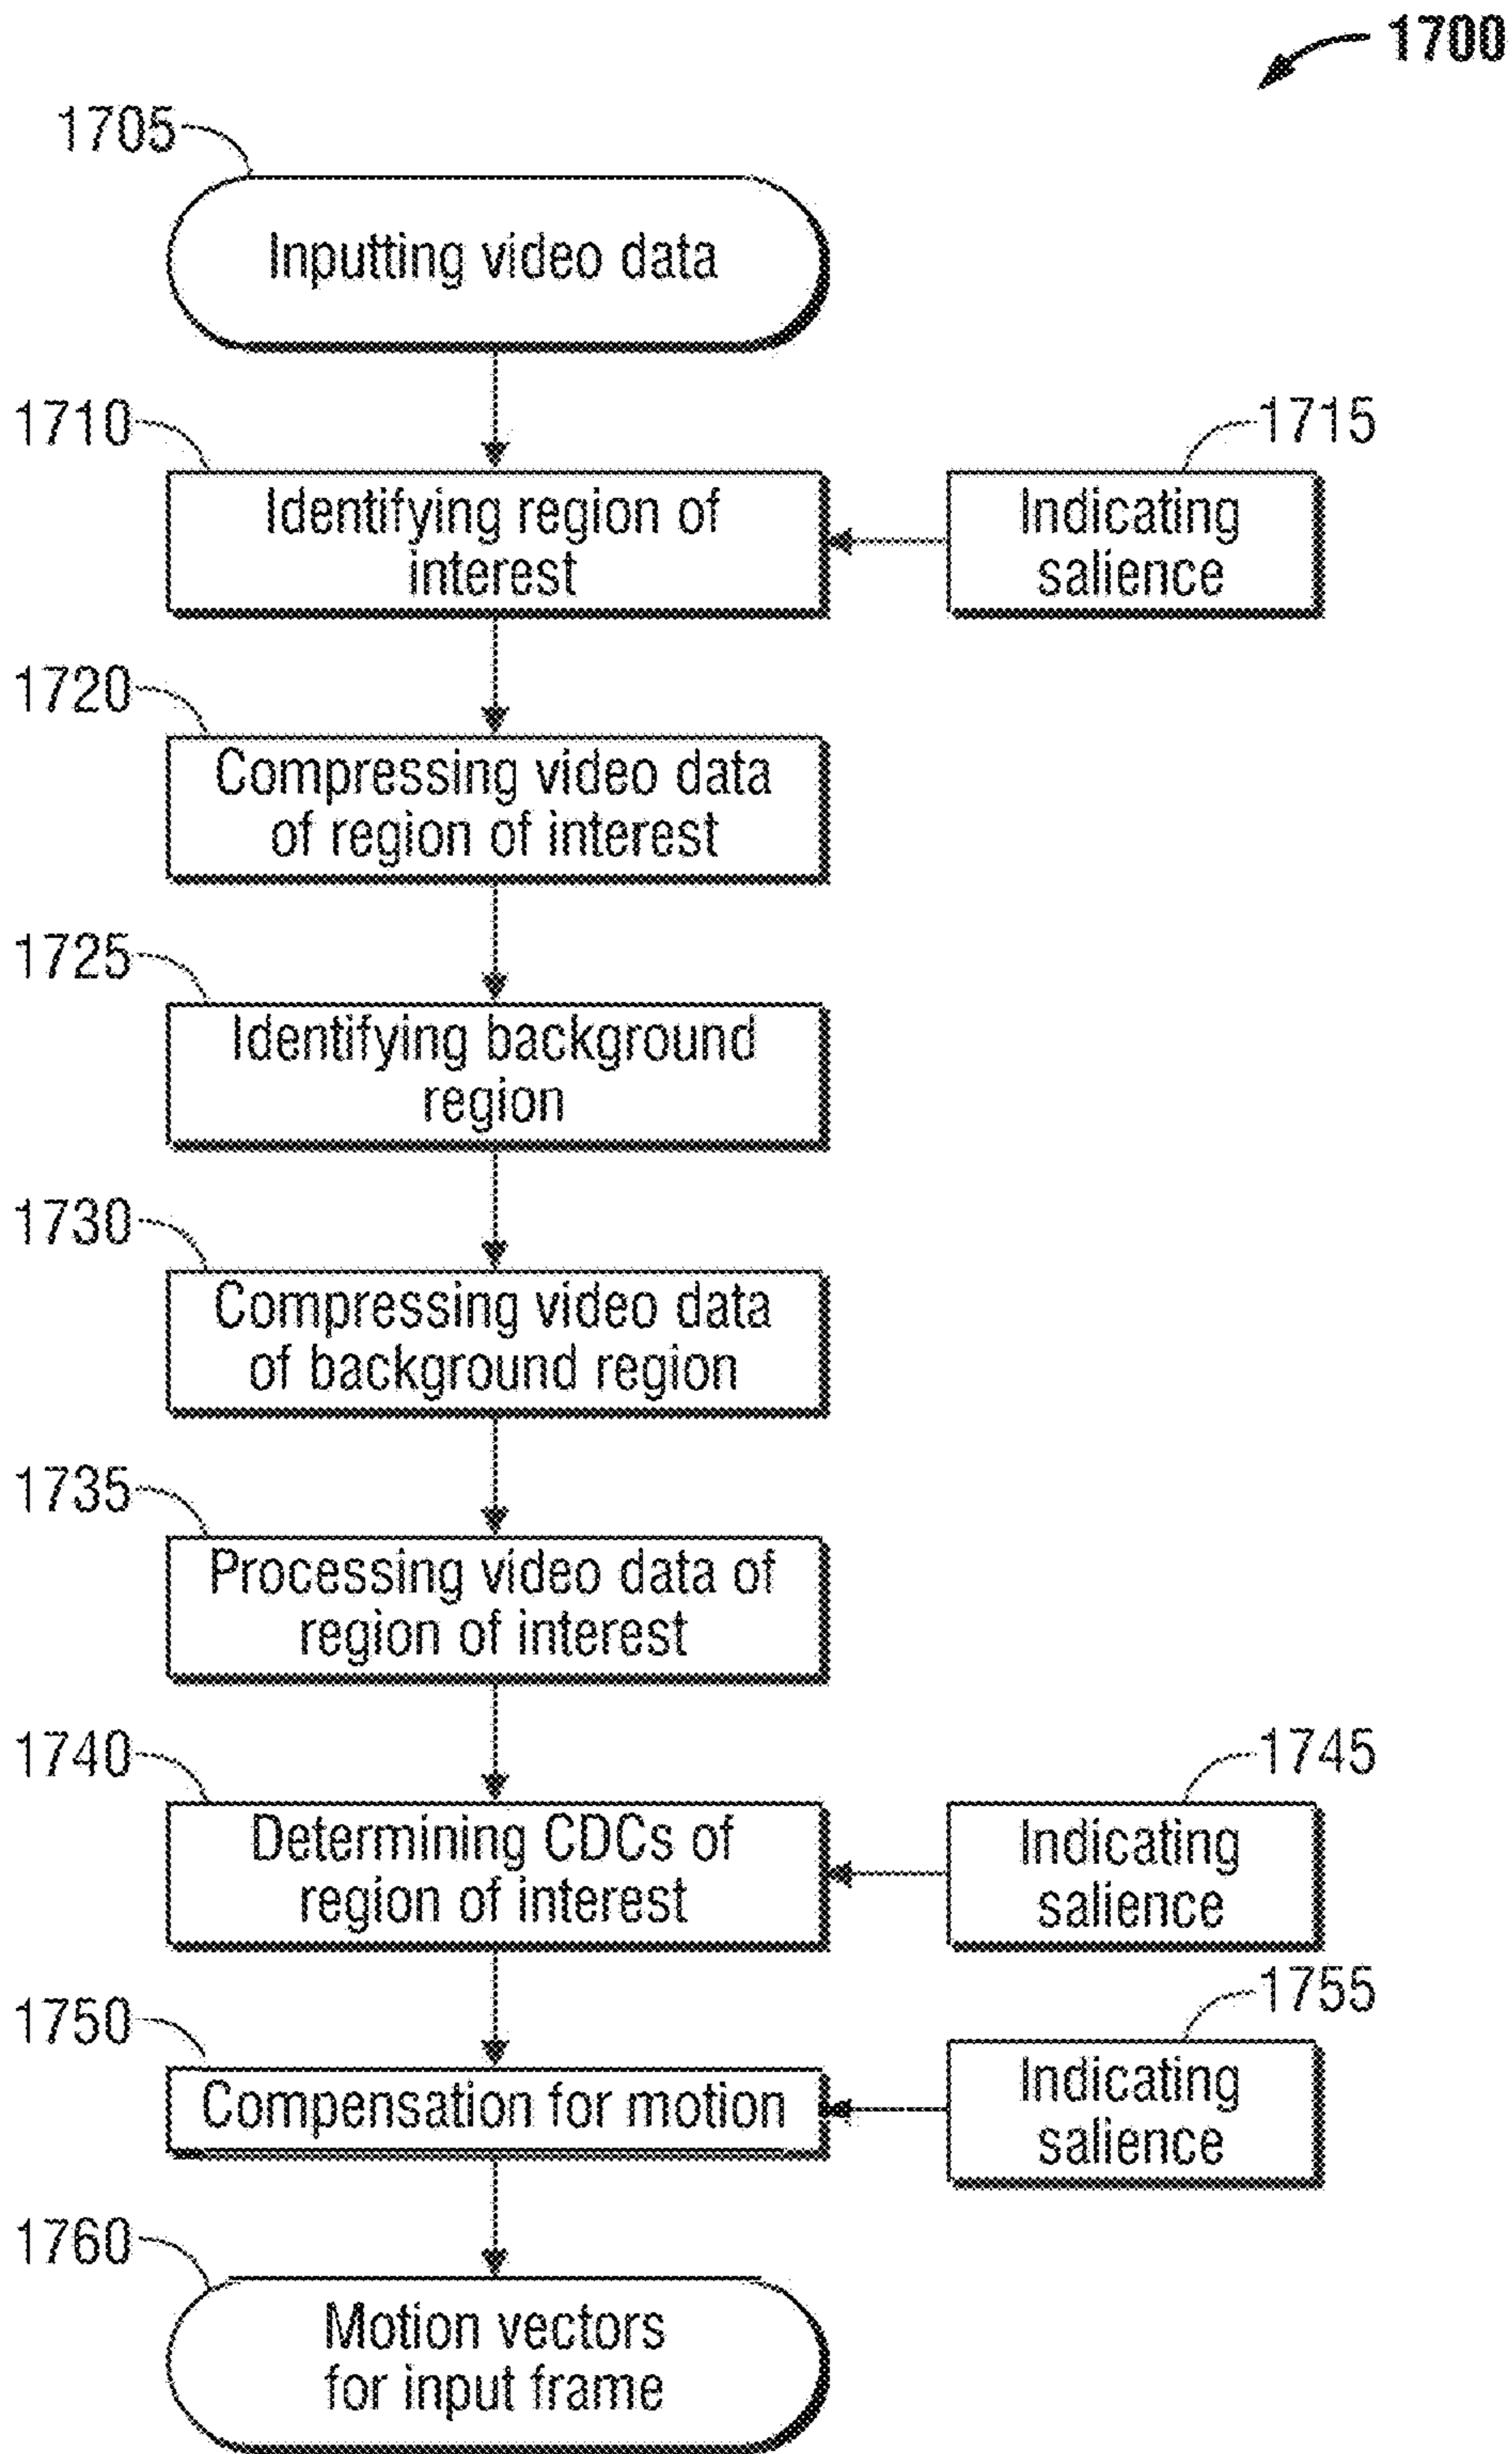 1700
1705
Inputting video data
1710
1715
Identifying region of
interest
Indicating
salience
1720
Compressing video data
of region of interest
1725
Identifying background
region
1730
Compressing video data
of background region
1735
Processing video data of
region of interest
1740
1745
Determining CDCs of
region of interest
Indicating
salience
1750
1755
Compensation for motion
Indicating
salience
1760
Motion vectors
for input frame